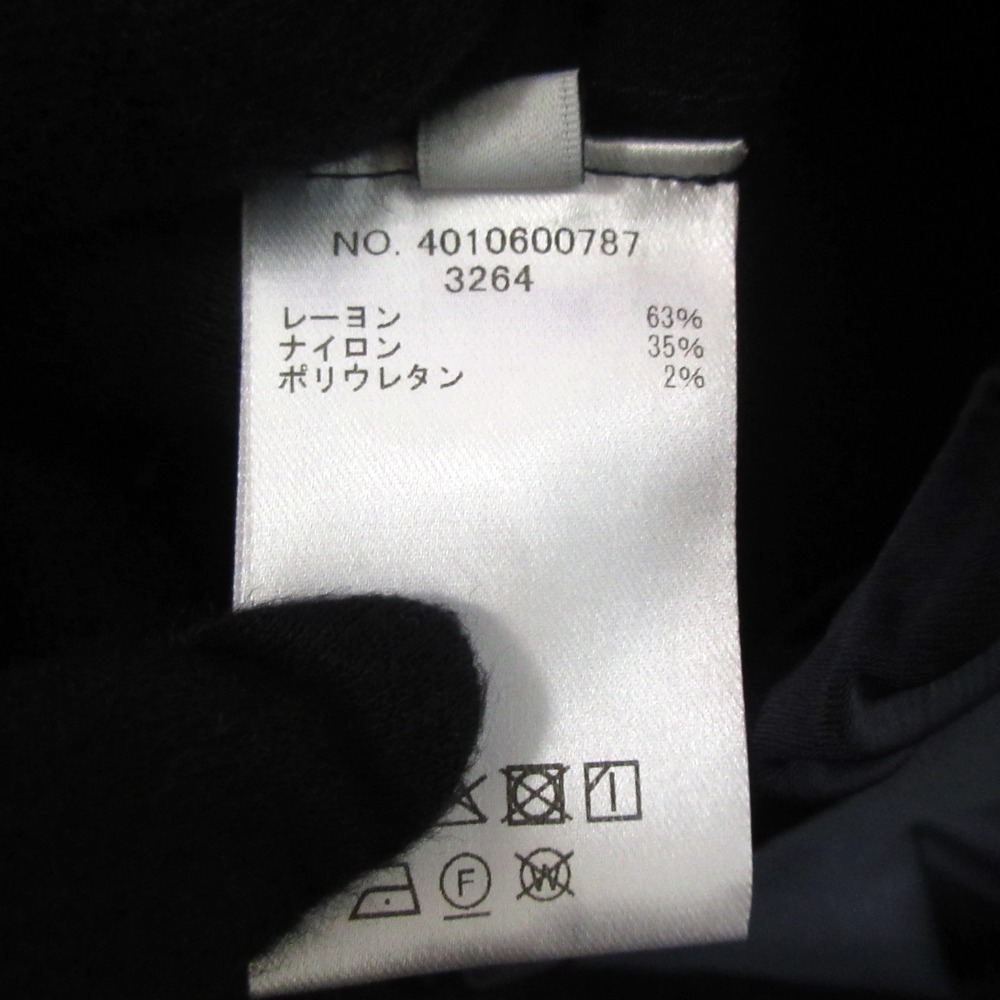 NO. 4010600787
3264
レーヨン 63%
ナイロン 35%
ポリウレタン 2%
F W